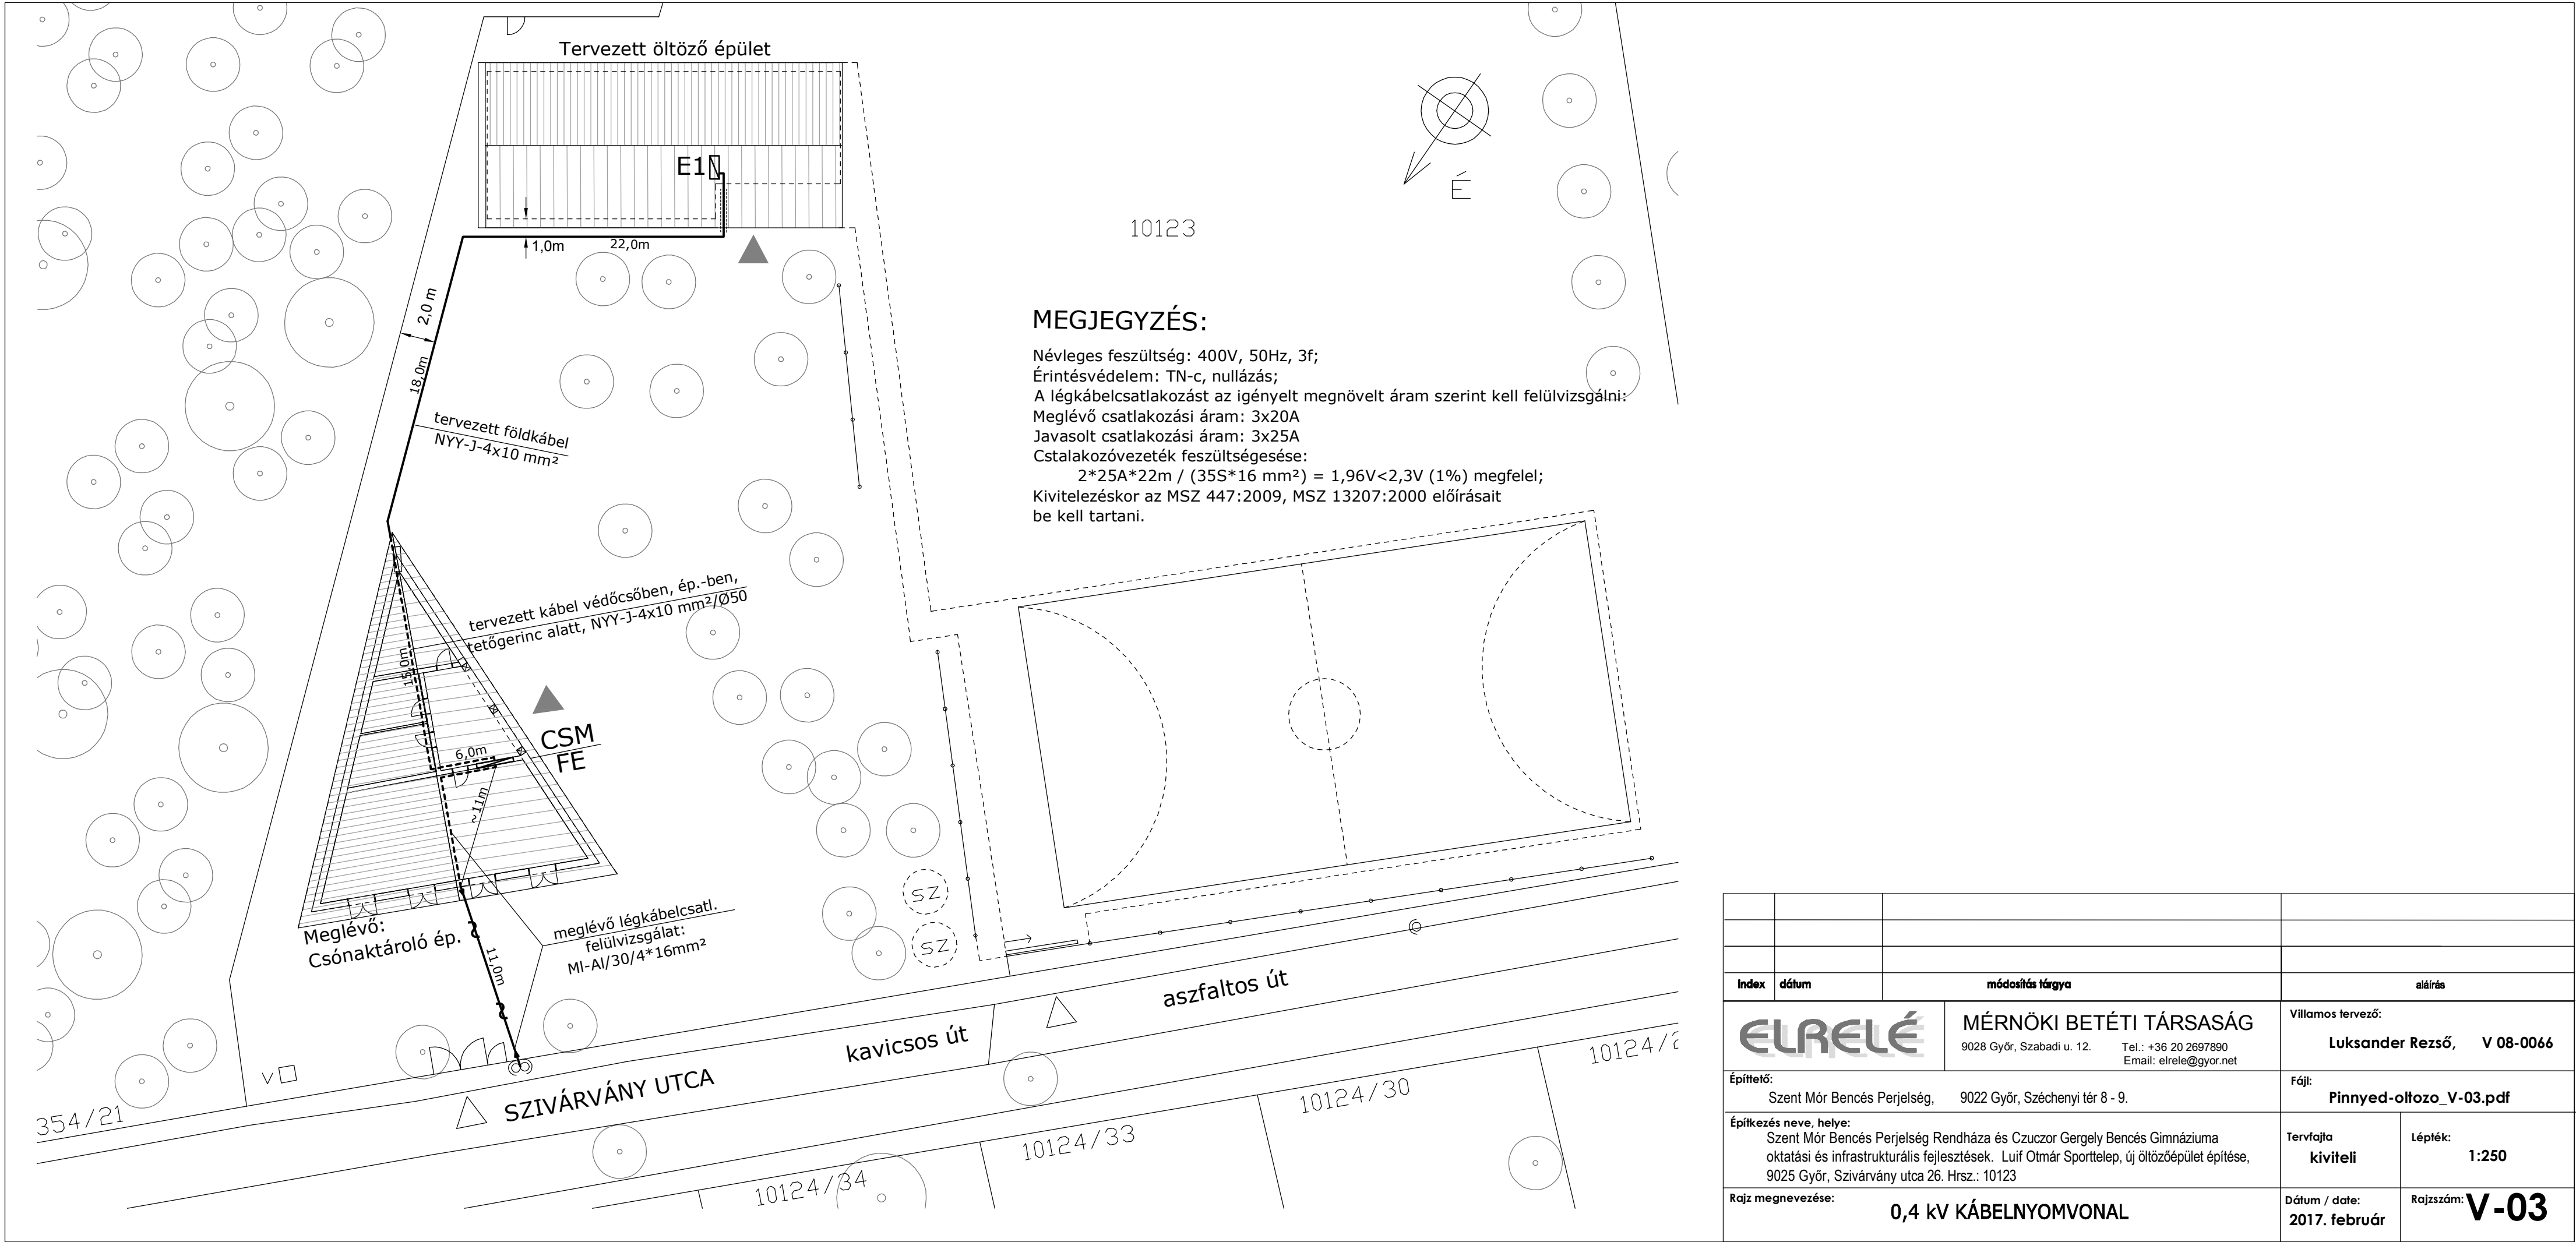 Tervezett öltöző épület
E1
1,0m
22,0m
É
10123
2,0 m
18,0m
MEGJEGYZÉS:
Névleges feszültség: 400V, 50Hz, 3f;
Érintésvédelem: TN-c, nullázás;
A légkábelcsatlakozást az igényelt megnövelt áram szerint kell felülvizsgálni:
Meglévő csatlakozási áram: 3x20A
Javasolt csatlakozási áram: 3x25A
Cstalakozóvezeték feszültségesése:
2*25A*22m / (35S*16 mm²) = 1,96V<2,3V (1%) megfelel;
Kivitelezéskor az MSZ 447:2009, MSZ 13207:2000 előírásait
be kell tartani.
tervezett földkábel
NYY-J-4x10 mm²
tervezett kábel védőcsőben, ép.-ben,
tetőgerinc alatt, NYY-J-4x10 mm²/Ø50
15,0m
CSM
FE
6,0m
~11m
Meglévő:
Csónaktároló ép.
meglévő légkábelcsatl.
felülvizsgálat:
MI-Al/30/4*16mm²
11,0m
SZ
SZ
aszfaltos út
kavicsos út
SZIVÁRVÁNY UTCA
V
354/21
10124/34
10124/33
10124/30
index dátum módosítás tárgya aláírás
ELRELÉ
MÉRNÖKI BETÉTI TÁRSASÁG
9028 Győr, Szabadi u. 12. Tel.: +36 20 2697890
Email: elrele@gyor.net
Villamos tervező:
Luksander Rezső, V 08-0066
Építtető:
Szent Mór Bencés Perjelség, 9022 Győr, Széchenyi tér 8 - 9.
Fájl:
Pinnyed-oltozo_V-03.pdf
Építkezés neve, helye:
Szent Mór Bencés Perjelség Rendháza és Czuczor Gergely Bencés Gimnáziuma
oktatási és infrastrukturális fejlesztések. Luif Otmár Sporttelep, új öltözőépület építése,
9025 Győr, Szivárvány utca 26. Hrsz.: 10123
Tervfajta
kiviteli
Lépték:
1:250
Rajz megnevezése:
0,4 kV KÁBELNYOMVONAL
Dátum / date:
2017. február
Rajzszám: V-03